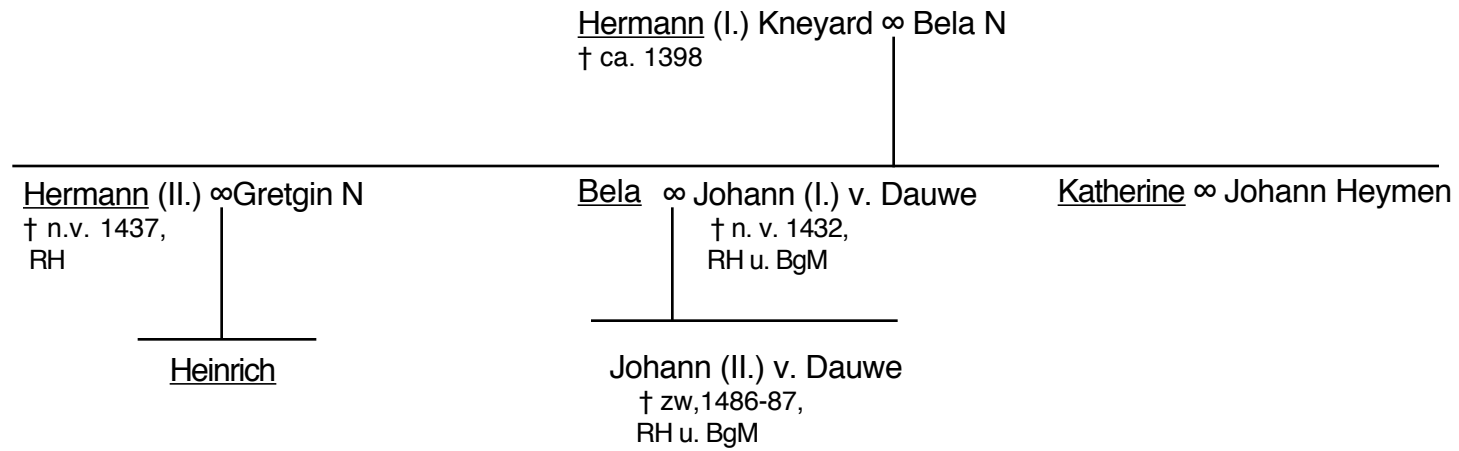 Hermann (I.) Kneyard ∞ Bela N
† ca. 1398
Hermann (II.) ∞Gretgin N
† n.v. 1437,
RH
Bela ∞ Johann (I.) v. Dauwe
† n. v. 1432,
RH u. BgM
Katherine ∞ Johann Heymen
Heinrich
Johann (II.) v. Dauwe
† zw,1486-87,
RH u. BgM